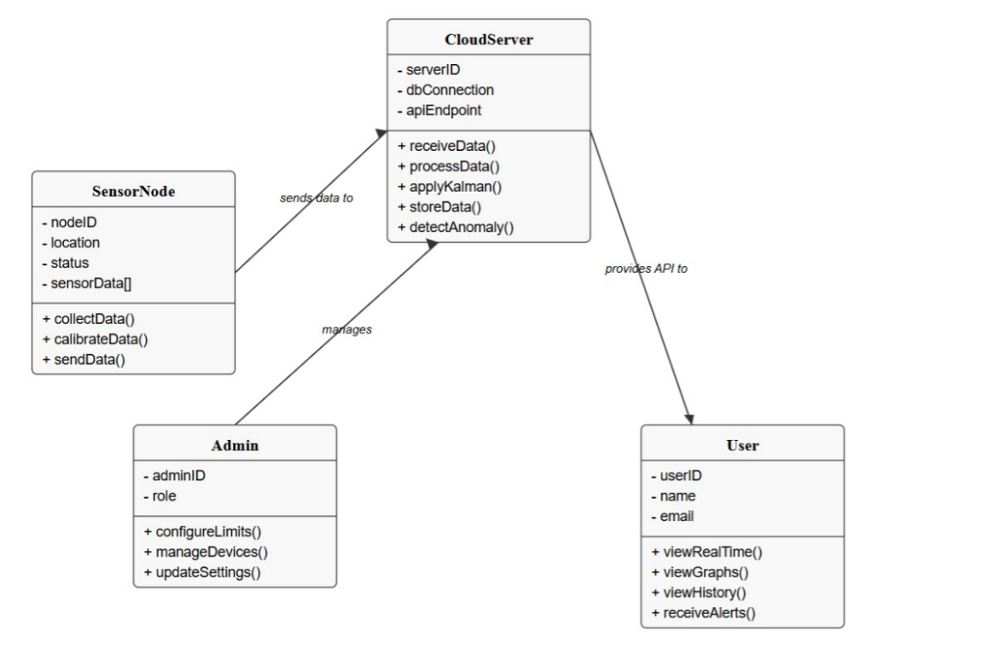 CloudServer
- serverID
- dbConnection
- apiEndpoint
+ receiveData()
+ processData()
+ applyKalman()
+ storeData()
+ detectAnomaly()
sends data to
SensorNode
- nodeID
- location
- status
- sensorData[]
+ collectData()
+ calibrateData()
+ sendData()
provides API to
manages
Admin
- adminID
- role
+ configureLimits()
+ manageDevices()
+ updateSettings()
User
- userID
- name
- email
+ viewRealTime()
+ viewGraphs()
+ viewHistory()
+ receiveAlerts()